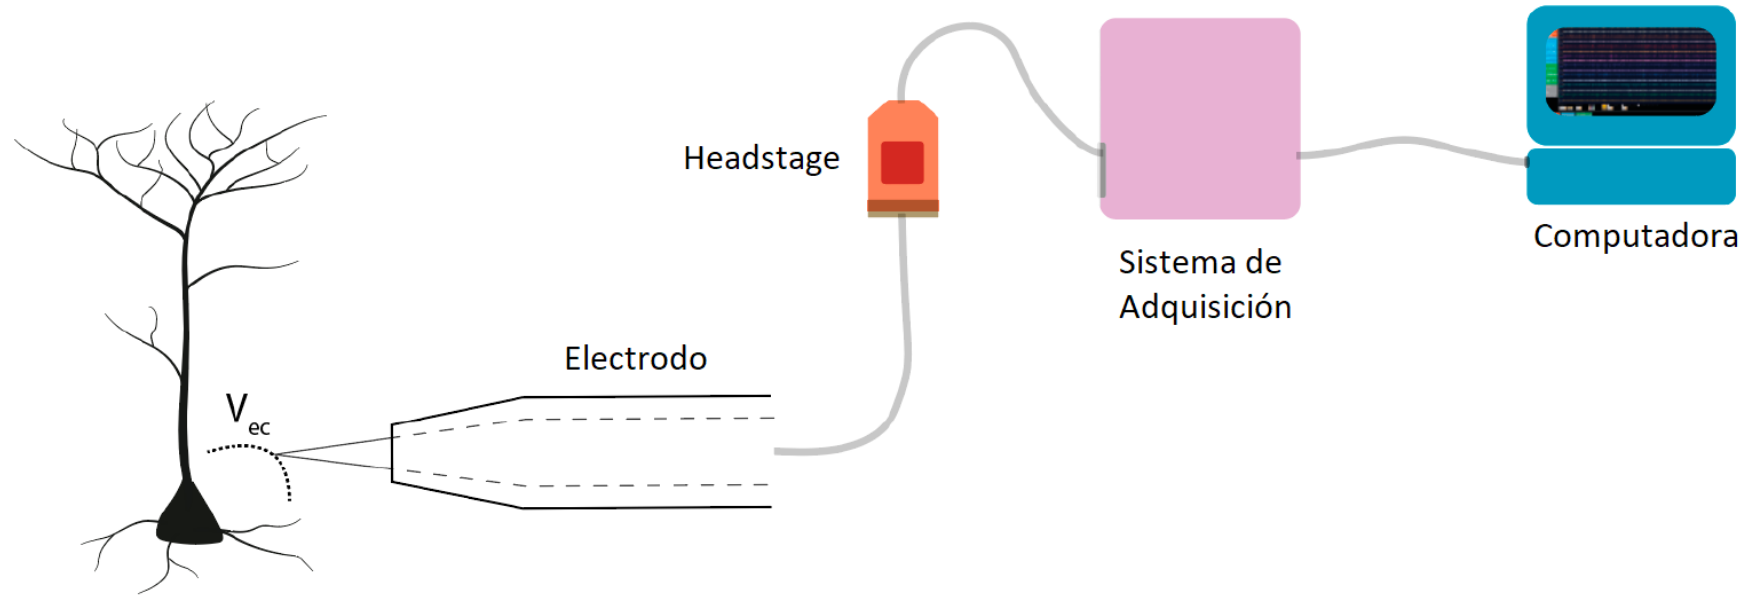 Headstage
Computadora
Sistema de
Adquisición
Electrodo
Vec